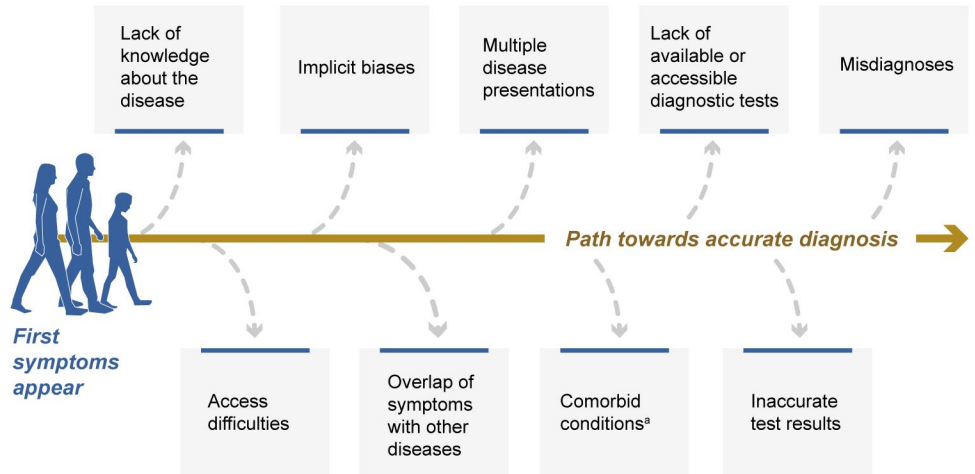 Lack of
knowledge
about the
disease
Implicit biases
Multiple
disease
presentations
Lack of
available or
accessible
diagnostic tests
Misdiagnoses
Path towards accurate diagnosis
First
symptoms
appear
Access
difficulties
Overlap of
symptoms
with other
diseases
Comorbid
conditionsᵃ
Inaccurate
test results